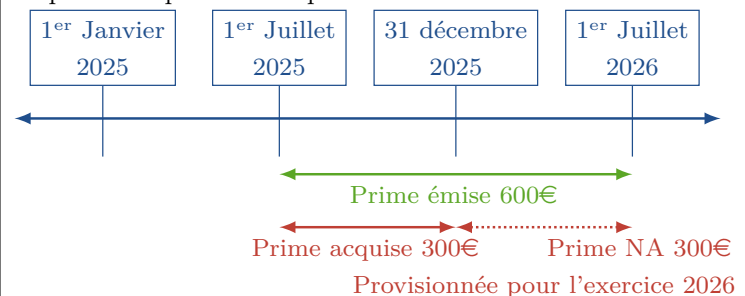 1er Janvier
2025
1er Juillet
2025
31 décembre
2025
1er Juillet
2026
Prime émise 600€
Prime acquise 300€
Prime NA 300€
Provisionnée pour l'exercice 2026